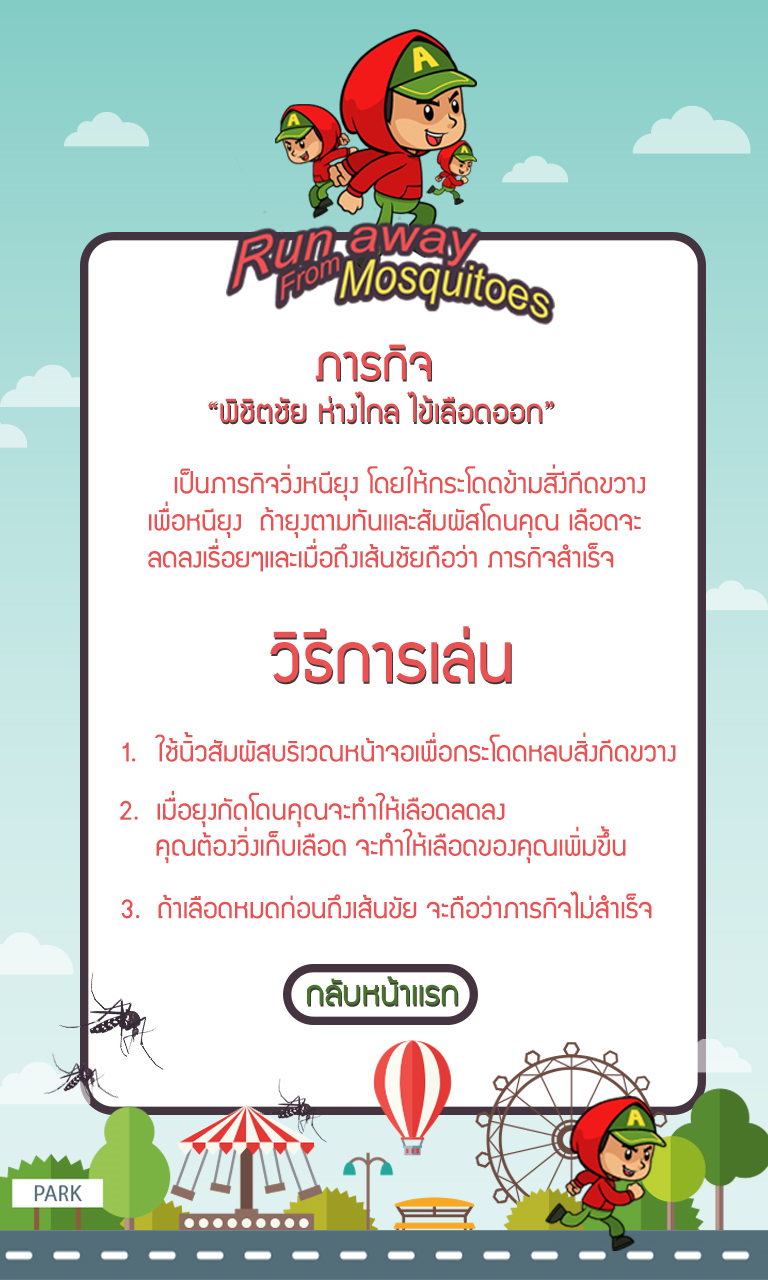 A
A
A
Run away
From Mosquitoes
ภารกิจ
“พิชิตชัย ห่างไกล ไข้เลือดออก”
เป็นภารกิจวิ่งหนียุง โดยให้กระโดดข้ามสิ่งกีดขวาง
เพื่อหนียุง ถ้ายุงตามทันและสัมผัสโดนคุณ เลือดจะ
ลดลงเรื่อยๆและเมื่อถึงเส้นชัยถือว่า ภารกิจสำเร็จ
วิธีการเล่น
1. ใช้นิ้วสัมผัสบริเวณหน้าจอเพื่อกระโดดหลบสิ่งกีดขวาง
2. เมื่อยุงกัดโดนคุณจะทำให้เลือดลดลง
คุณต้องวิ่งเก็บเลือด จะทำให้เลือดของคุณเพิ่มขึ้น
3. ถ้าเลือดหมดก่อนถึงเส้นชัย จะถือว่าภารกิจไม่สำเร็จ
กลับหน้าแรก
A
PARK